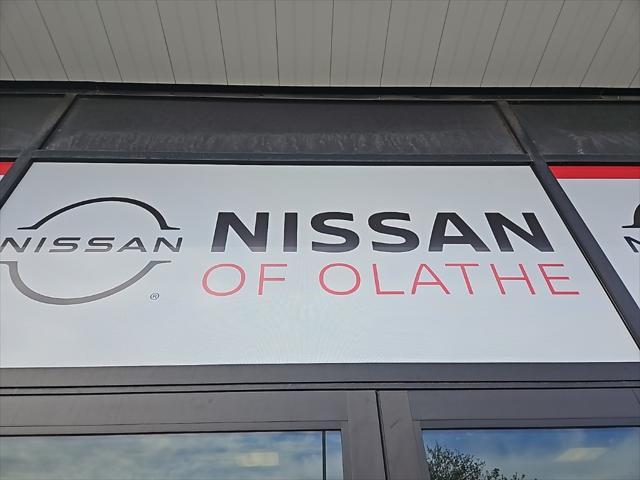 NISSAN
NISSAN
OF OLATHE
®